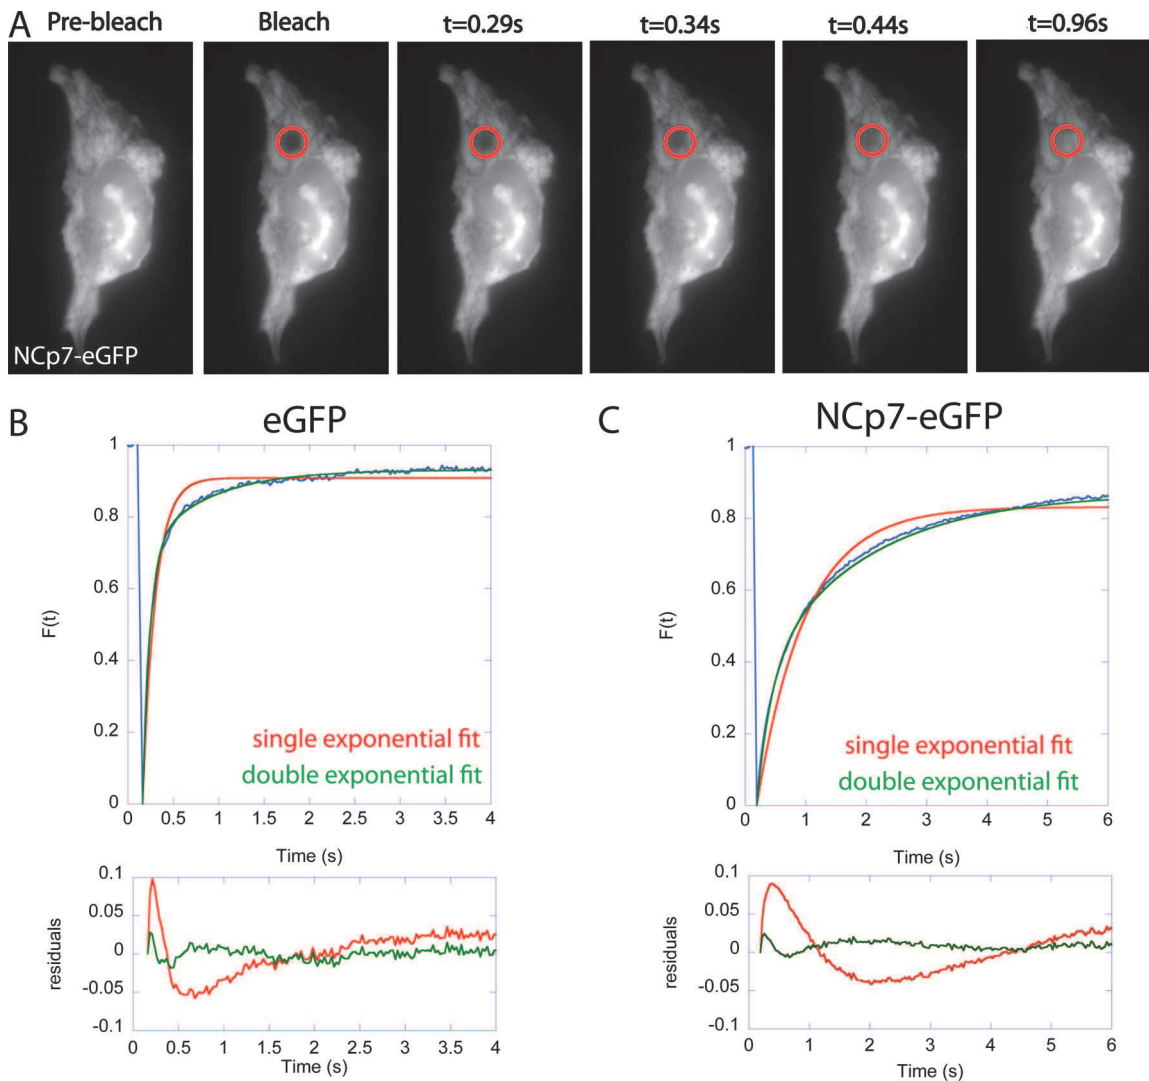 A
Pre-bleach Bleach t=0.29s t=0.34s t=0.44s t=0.96s
NCp7-eGFP
B eGFP
1
0.8
0.6
F(t)
0.4
0.2
0
single exponential fit
double exponential fit
0 0.5 1 1.5 2 2.5 3 3.5 4
Time (s)
0.1
0.05
0
-0.05
-0.1
residuals
0.5 1 1.5 2 2.5 3 3.5 4
Time (s)
C NCp7-eGFP
1
0.8
0.6
F(t)
0.4
0.2
0
single exponential fit
double exponential fit
0 1 2 3 4 5 6
Time (s)
0.1
0.05
0
-0.05
-0.1
residuals
0 1 2 3 4 5 6
Time (s)